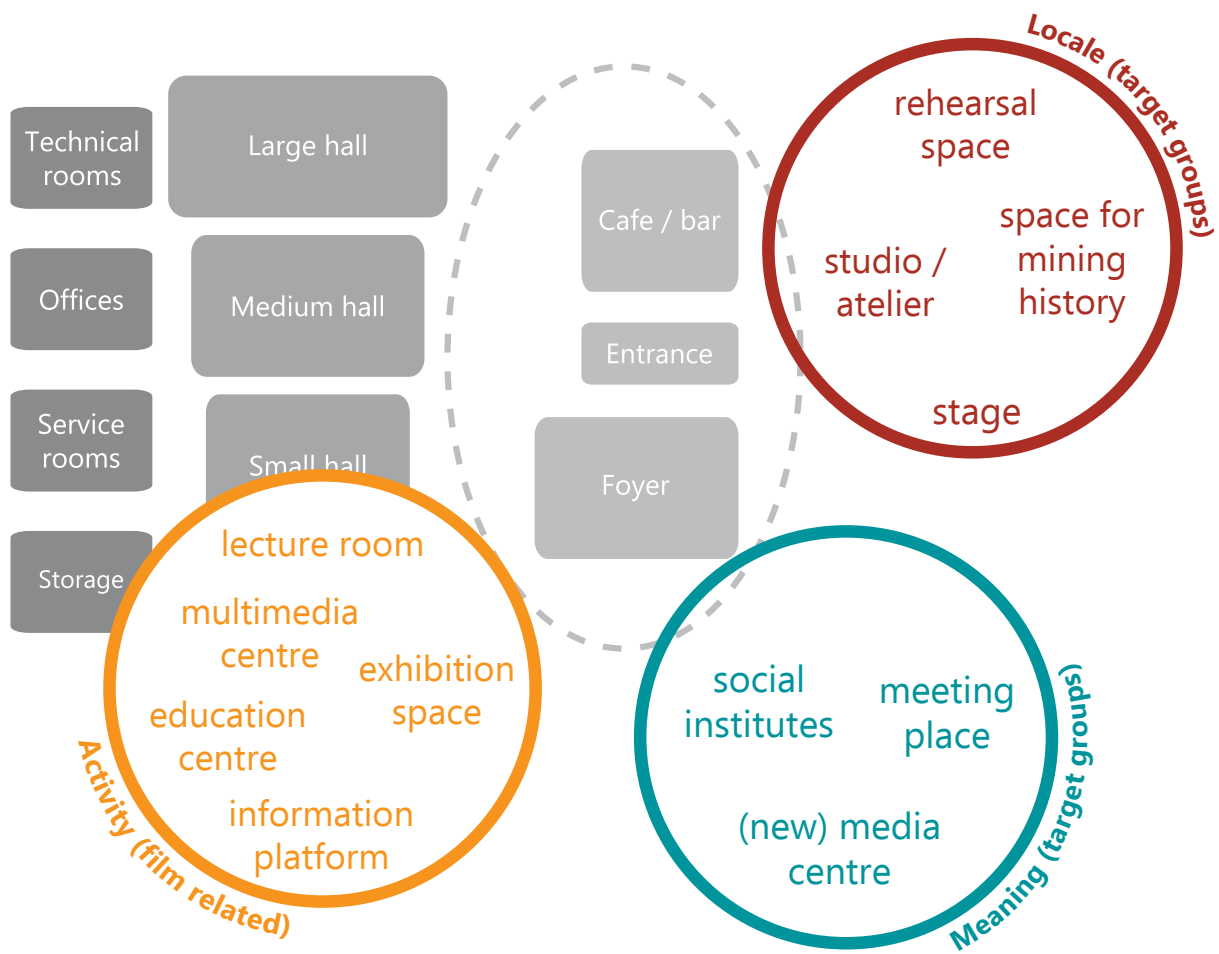 Technical
rooms
Offices
Service
rooms
Storage
Large hall
Medium hall
Small hall
Cafe / bar
Entrance
Foyer
Locale (target groups)
rehearsal
space
studio /
atelier
space for
mining
history
stage
Activity (film related)
lecture room
multimedia
centre
exhibition
space
education
centre
information
platform
Meaning (target grounds)
social
institutes
meeting
place
(new) media
centre